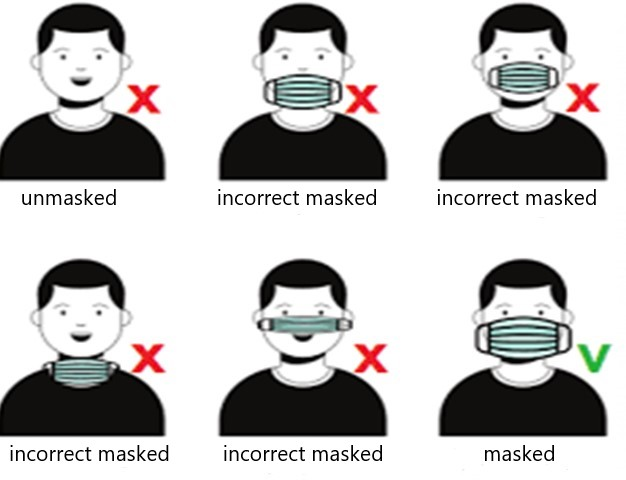 X X X
unmasked incorrect masked incorrect masked
X X V
incorrect masked incorrect masked masked